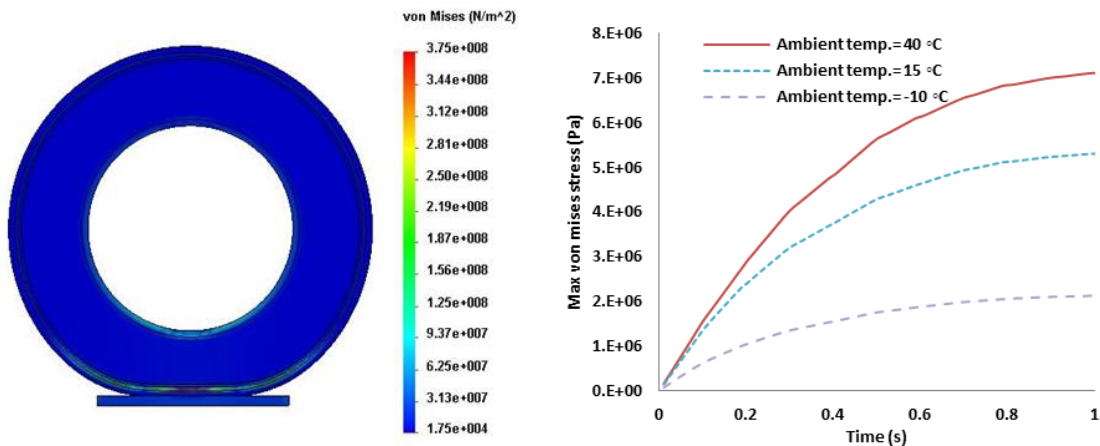 von Mises (N/m^2)
3.75e+008
3.44e+008
3.12e+008
2.81e+008
2.50e+008
2.19e+008
1.87e+008
1.56e+008
1.25e+008
9.37e+007
6.25e+007
3.13e+007
1.75e+004
8.E+06
7.E+06
6.E+06
5.E+06
4.E+06
3.E+06
2.E+06
1.E+06
0.E+00
Max von mises stress (Pa)
Ambient temp.= 40 ◦C
Ambient temp.= 15 ◦C
Ambient temp.= -10 ◦C
0
0.2
0.4
0.6
0.8
1
Time (s)